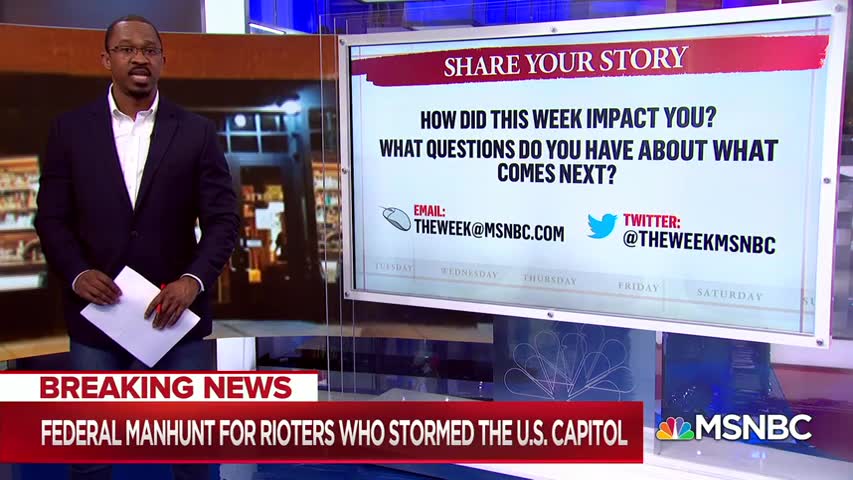 SHARE YOUR STORY
HOW DID THIS WEEK IMPACT YOU?
WHAT QUESTIONS DO YOU HAVE ABOUT WHAT
COMES NEXT?
EMAIL:
THEWEEK@MSNBC.COM
TWITTER:
@THEWEEKMSNBC
TUESDAY WEDNESDAY THURSDAY FRIDAY SATURDAY
BREAKING NEWS
FEDERAL MANHUNT FOR RIOTERS WHO STORMED THE U.S. CAPITOL
MSNBC